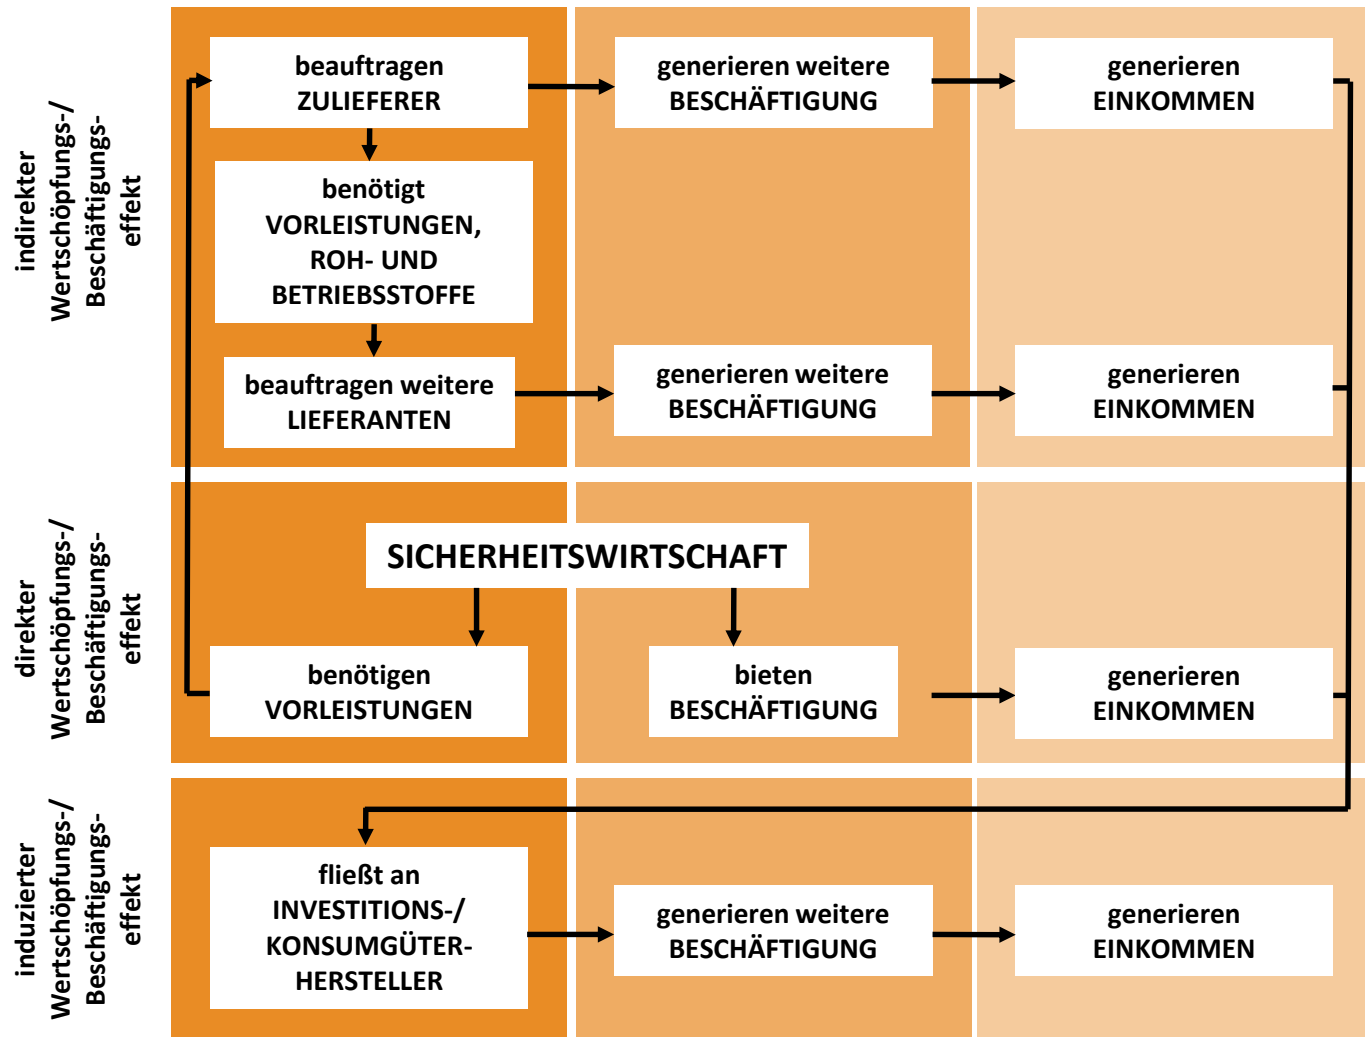 indirekter
Wertschöpfungs-/
Beschäftigungs-
effekt
beauftragen
ZULIEFERER
generieren weitere
BESCHÄFTIGUNG
generieren
EINKOMMEN
benötigt
VORLEISTUNGEN,
ROH- UND
BETRIEBSSTOFFE
beauftragen weitere
LIEFERANTEN
generieren weitere
BESCHÄFTIGUNG
generieren
EINKOMMEN
direkter
Wertschöpfungs-/
Beschäftigungs-
effekt
SICHERHEITSWIRTSCHAFT
benötigen
VORLEISTUNGEN
bieten
BESCHÄFTIGUNG
generieren
EINKOMMEN
induzierter
Wertschöpfungs-/
Beschäftigungs-
effekt
fließt an
INVESTITIONS-/
KONSUMGÜTER-
HERSTELLER
generieren weitere
BESCHÄFTIGUNG
generieren
EINKOMMEN